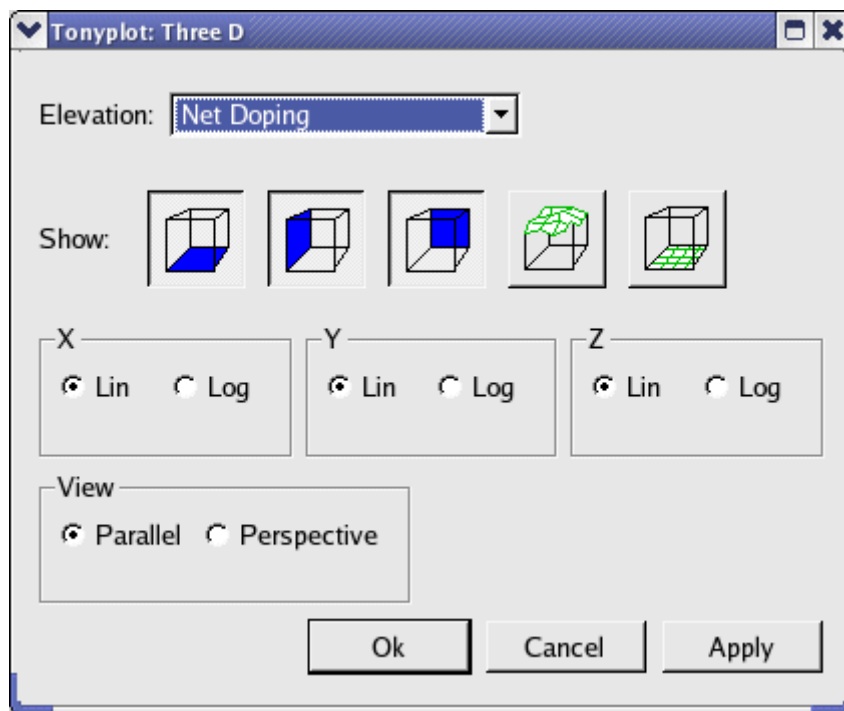 Tonyplot: Three D
Elevation: Net Doping
Show:
X Y Z
Lin Log Lin Log Lin Log
View
Parallel Perspective
Ok Cancel Apply